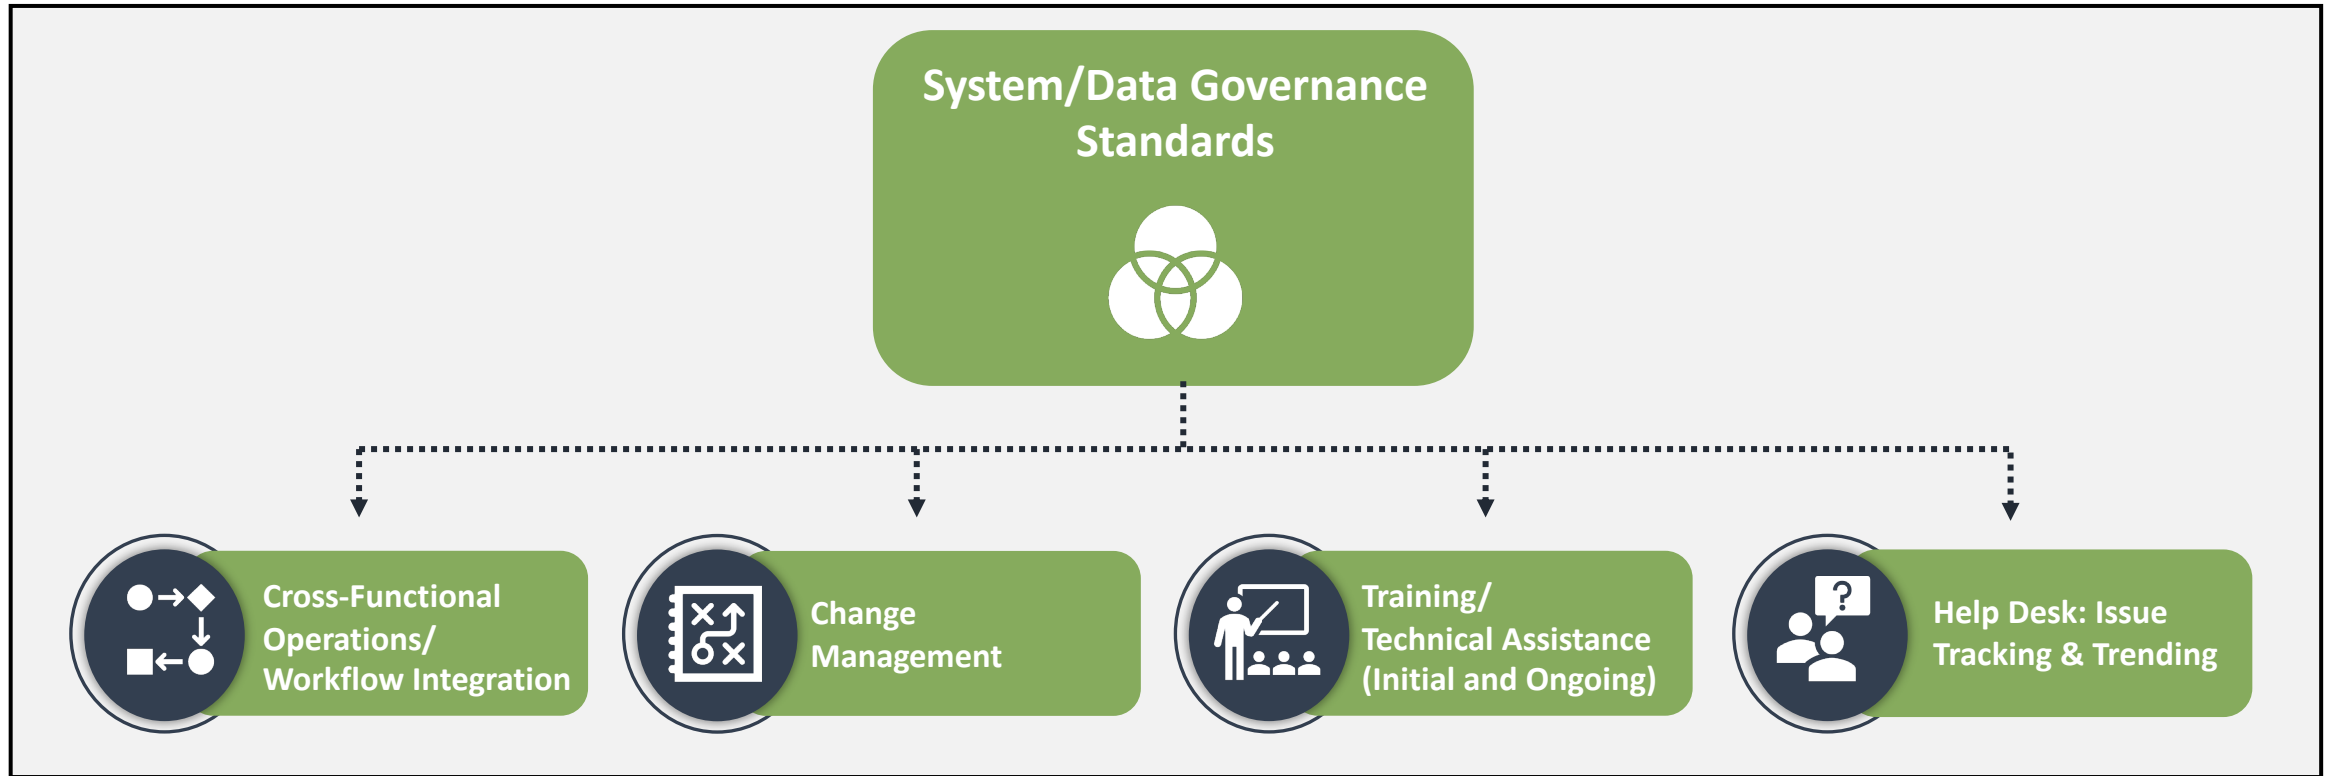 System/Data Governance
Standards
Cross-Functional
Operations/
Workflow Integration
Change
Management
Training/
Technical Assistance
(Initial and Ongoing)
?
Help Desk: Issue
Tracking & Trending